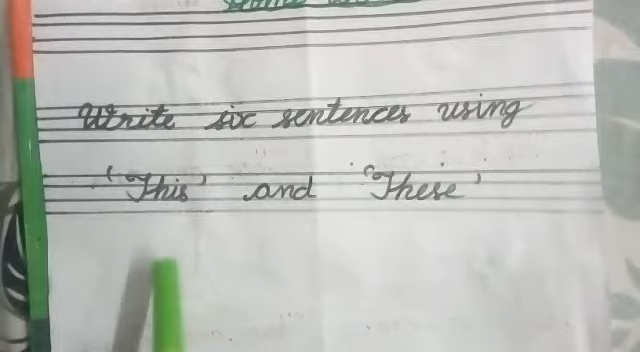 Write six sentences using
'This' and 'These'